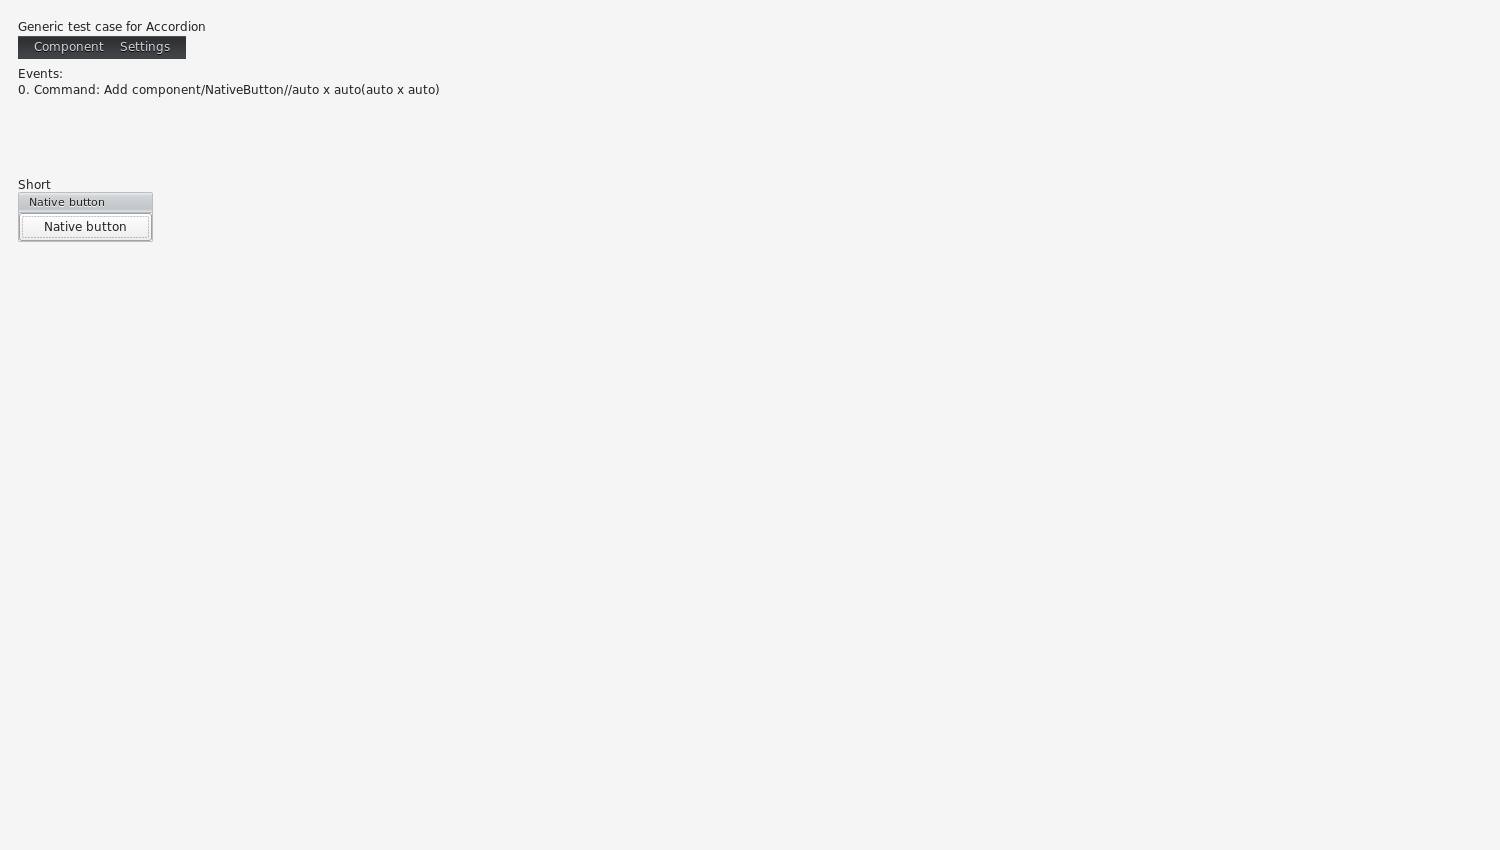 Generic test case for Accordion
Component Settings
Events:
0. Command: Add component/NativeButton//auto x auto(auto x auto)
Short
Native button
Native button